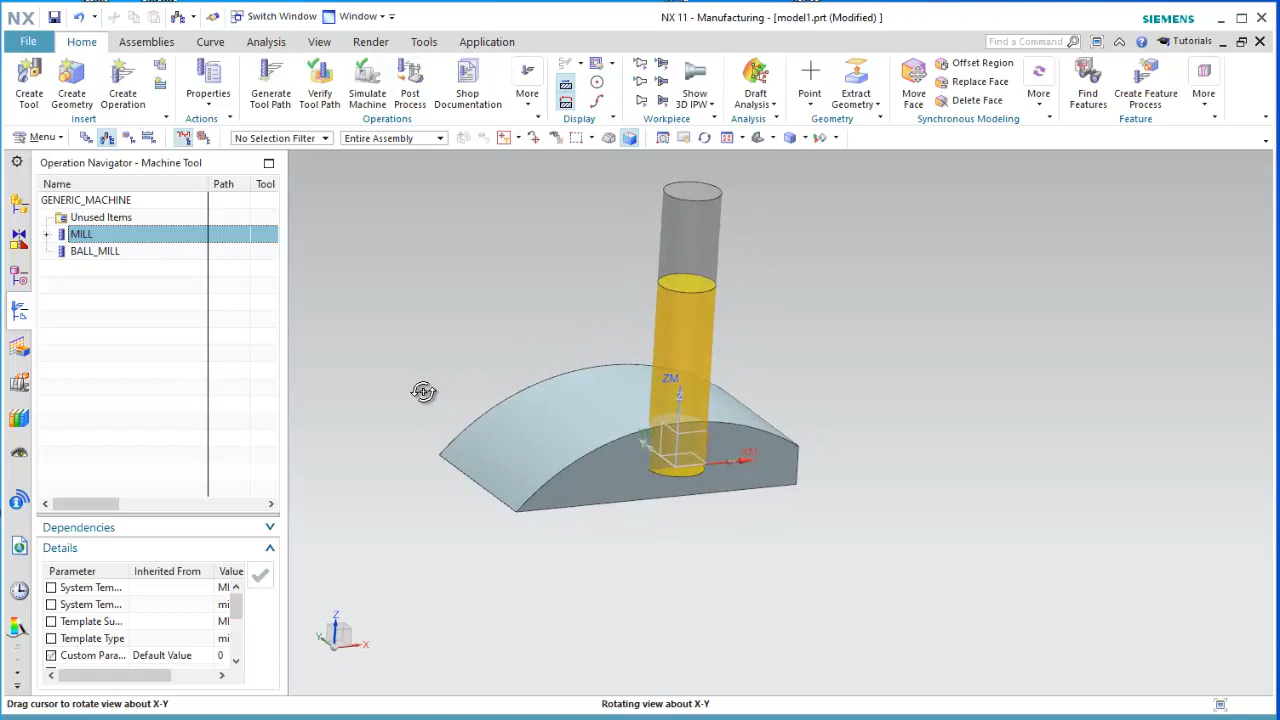 NX
Switch Window
Window
NX 11 - Manufacturing - [model1.prt (Modified) ]
SIEMENS
File
Home
Assemblies
Curve
Analysis
View
Render
Tools
Application
Find a Command
Tutorials
Create Tool
Create Geometry
Create Operation
Properties
Generate Tool Path
Verify Tool Path
Simulate Machine
Post Process
Shop Documentation
More
Show 3D IPW
Draft Analysis
Point
Extract Geometry
Move Face
Offset Region
Replace Face
Delete Face
More
Find Features
Create Feature Process
More
Insert
Actions
Operations
Display
Workpiece
Analysis
Geometry
Synchronous Modeling
Feature
Menu
No Selection Filter
Entire Assembly
Operation Navigator - Machine Tool
Name Path Tool
GENERIC_MACHINE
Unused Items
MILL
BALL_MILL
Dependencies
Details
Parameter Inherited From Value
System Tem... MI
System Tem... mi
Template Su... MI
Template Type mi
Custom Para... Default Value 0
ZM
Z
Y
XM
Z
Y
X
Drag cursor to rotate view about X-Y
Rotating view about X-Y